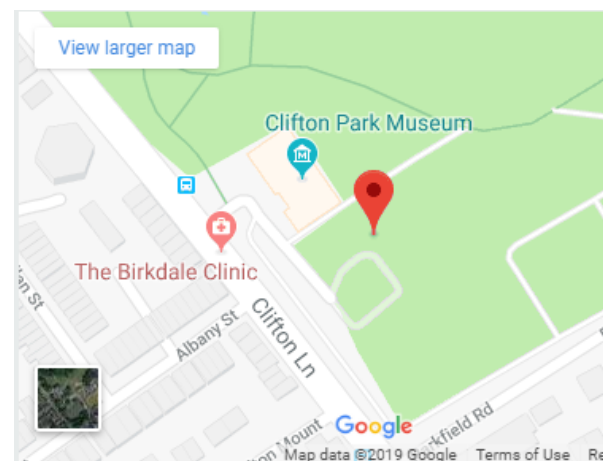 View larger map
Clifton Park Museum
The Birkdale Clinic
Clifton Ln
Albany St
Mount
Google
Map data ©2019 Google Terms of Use